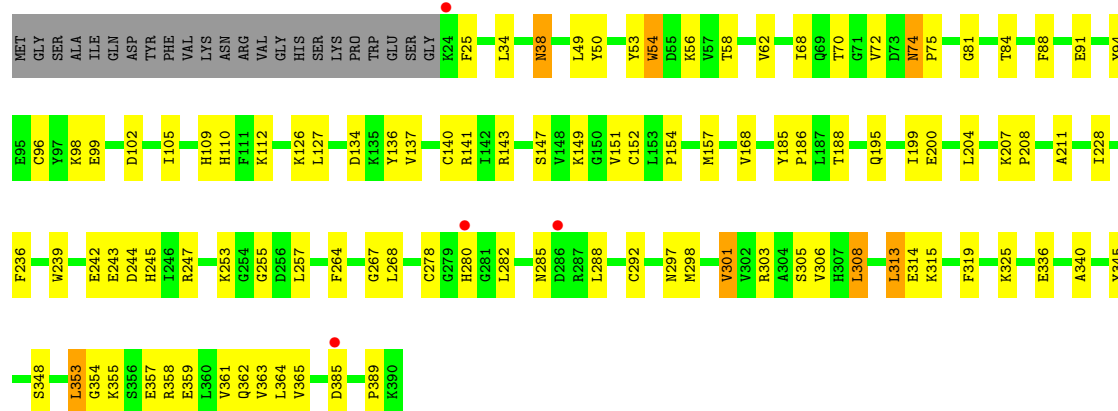 MET GLY SER ALA ILE GLN ASP TYR PHE VAL LYS ASN ARG VAL GLY HIS SER LYS PRO TRP GLU SER GLY K24 F25 L34 N38 L49 Y50 Y53 W54 D55 K56 V57 T58 V62 I68 Q69 T70 G71 V72 D73 N74 P75 G81 T84 F88 E91
E95 C96 Y97 K98 E99 D102 I105 H109 H110 F111 K112 K126 L127 D134 K135 Y136 V137 C140 R141 I142 R143 S147 V148 K149 G150 V151 C152 L153 P154 M157 V168 Y185 P186 L187 T188 Q195 I199 E200 L204 K207 P208 A211 I228
F236 W239 E242 E243 D244 H245 I246 R247 K253 G254 G255 D256 L257 F264 G267 L268 C278 G279 H280 G281 L282 N285 D286 R287 L288 C292 N297 M298 V301 V302 R303 A304 S305 V306 H307 L308 L313 E314 K315 F319 K325 E336 A340
S348 L353 G354 K355 S356 E357 R358 E359 L360 V361 Q362 V363 L364 V365 D385 P389 K390